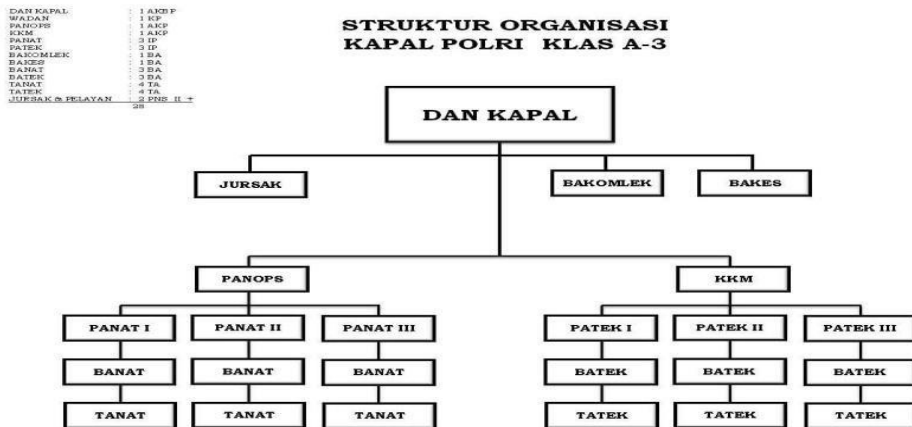 DAN KAPAL : 1 AKBP
WADAN : 1 KP
PANOPS : 1 AKP
KKM : 1 AKP
PANAT : 3 IP
PATEK : 3 IP
BAKOMLEK : 1 BA
BAKES : 1 BA
BANAT : 3 BA
BATEK : 3 BA
TANAT : 4 TA
TATEK : 4 TA
JURSAK & PELAYAN : 2 PNS II +
28
STRUKTUR ORGANISASI
KAPAL POLRI KLAS A-3
DAN KAPAL
JURSAK BAKOMLEK BAKES
PANOPS KKM
PANAT I PANAT II PANAT III PATEK I PATEK II PATEK III
BANAT BANAT BANAT BATEK BATEK BATEK
TANAT TANAT TANAT TATEK TATEK TATEK